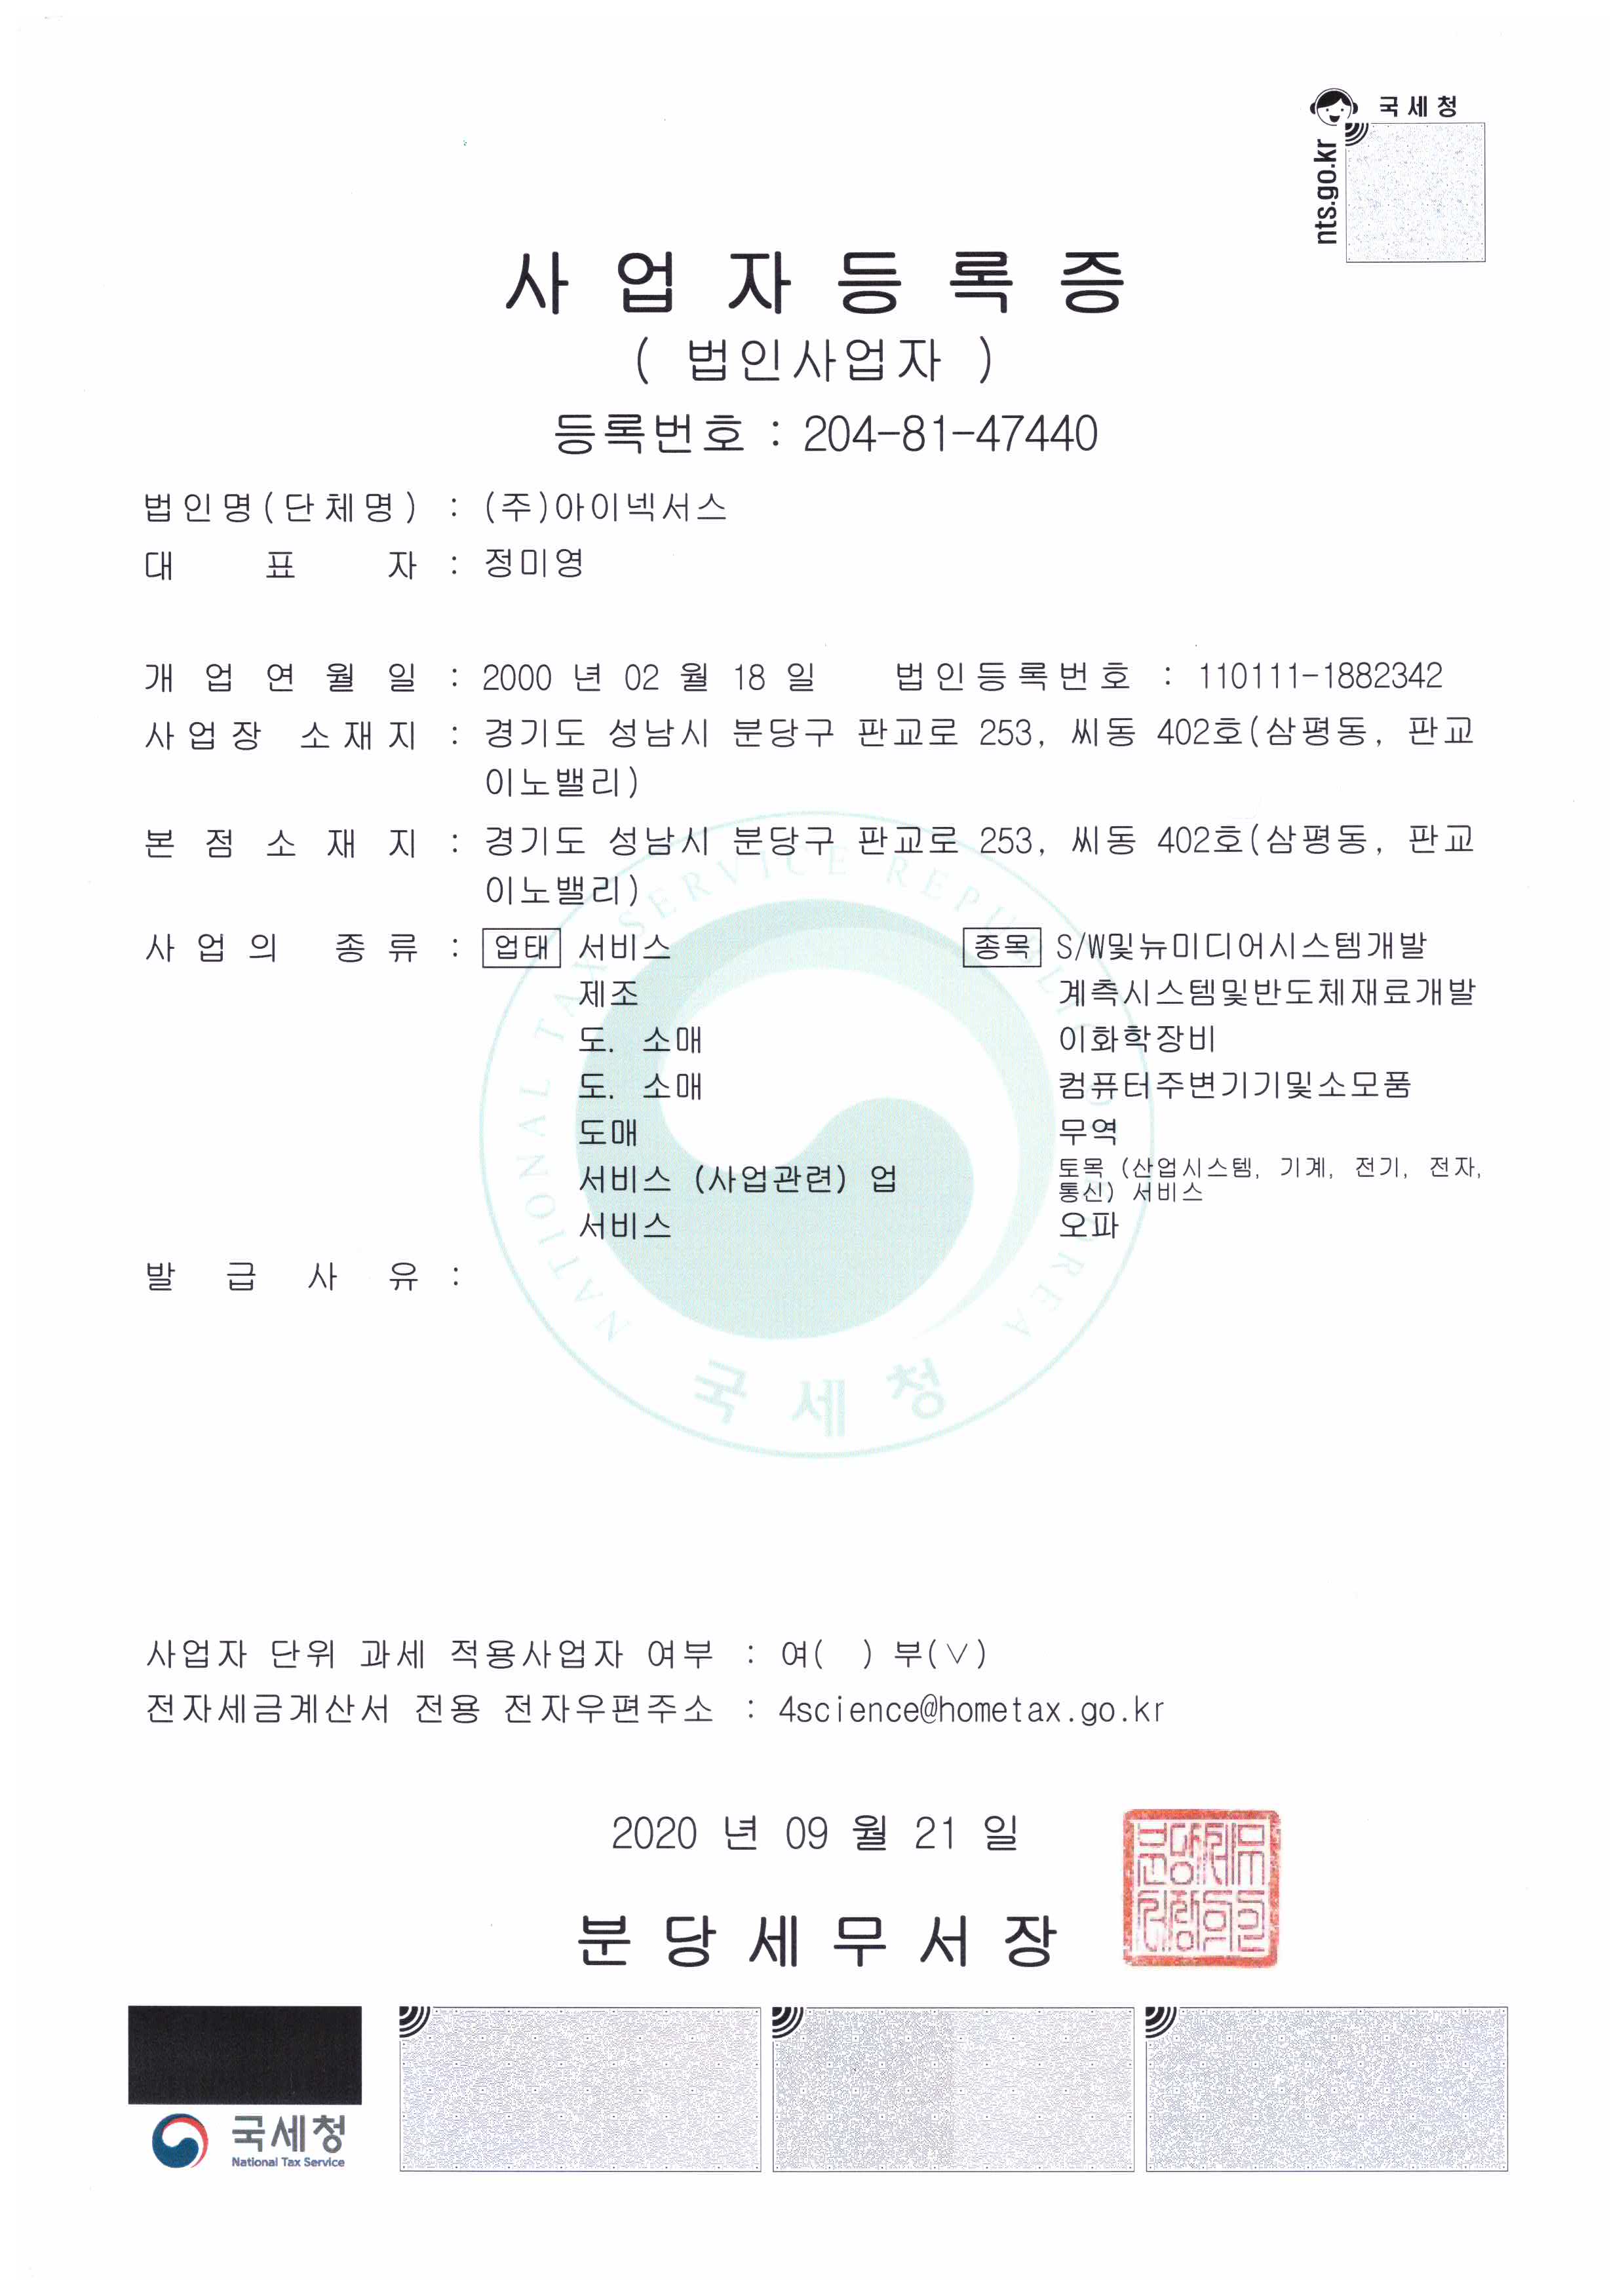 국세청
nts.go.kr
사업자등록증
( 법인사업자 )
등록번호 : 204-81-47440
법인명(단체명) : (주)아이넥서스
대 표 자 : 정미영
개 업 연 월 일 : 2000 년 02 월 18 일 법인등록번호 : 110111-1882342
사업장 소재지 : 경기도 성남시 분당구 판교로 253, 씨동 402호(삼평동, 판교
이노밸리)
본 점 소 재 지 : 경기도 성남시 분당구 판교로 253, 씨동 402호(삼평동, 판교
이노밸리)
사 업 의 종 류 : 업태 서비스 종목 S/W및뉴미디어시스템개발
제조 계측시스템및반도체재료개발
도. 소매 이화학장비
도. 소매 컴퓨터주변기기및소모품
도매 무역
서비스 (사업관련) 업 토목 (산업시스템, 기계, 전기, 전자,
통신) 서비스
서비스 오파
발 급 사 유 :
NATIONAL TAX SERVICE REPUBLIC OF KOREA
국세청
사업자 단위 과세 적용사업자 여부 : 여( ) 부(∨)
전자세금계산서 전용 전자우편주소 : 4science@hometax.go.kr
2020 년 09 월 21 일
분당세무서장
국세청
National Tax Service